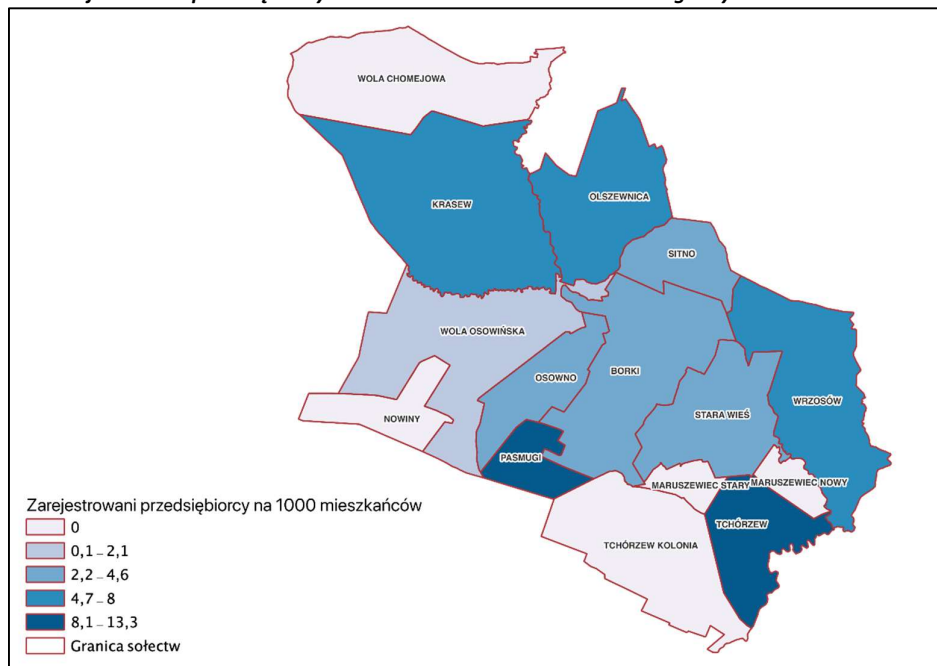 WOLA CHOMEJOWA
KRASEW
OLSZEWNICA
SITNO
WOLA OSOWIŃSKA
OSOWNO
BORKI
STARA WIEŚ
WRZOSÓW
NOWINY
PASMUGI
MARUSZEWIEC STARY
MARUSZEWIEC NOWY
TCHÓRZEW
TCHÓRZEW KOLONIA
Zarejestrowani przedsiębiorcy na 1000 mieszkańców
0
0,1 – 2,1
2,2 – 4,6
4,7 – 8
8,1 – 13,3
Granica sołectw